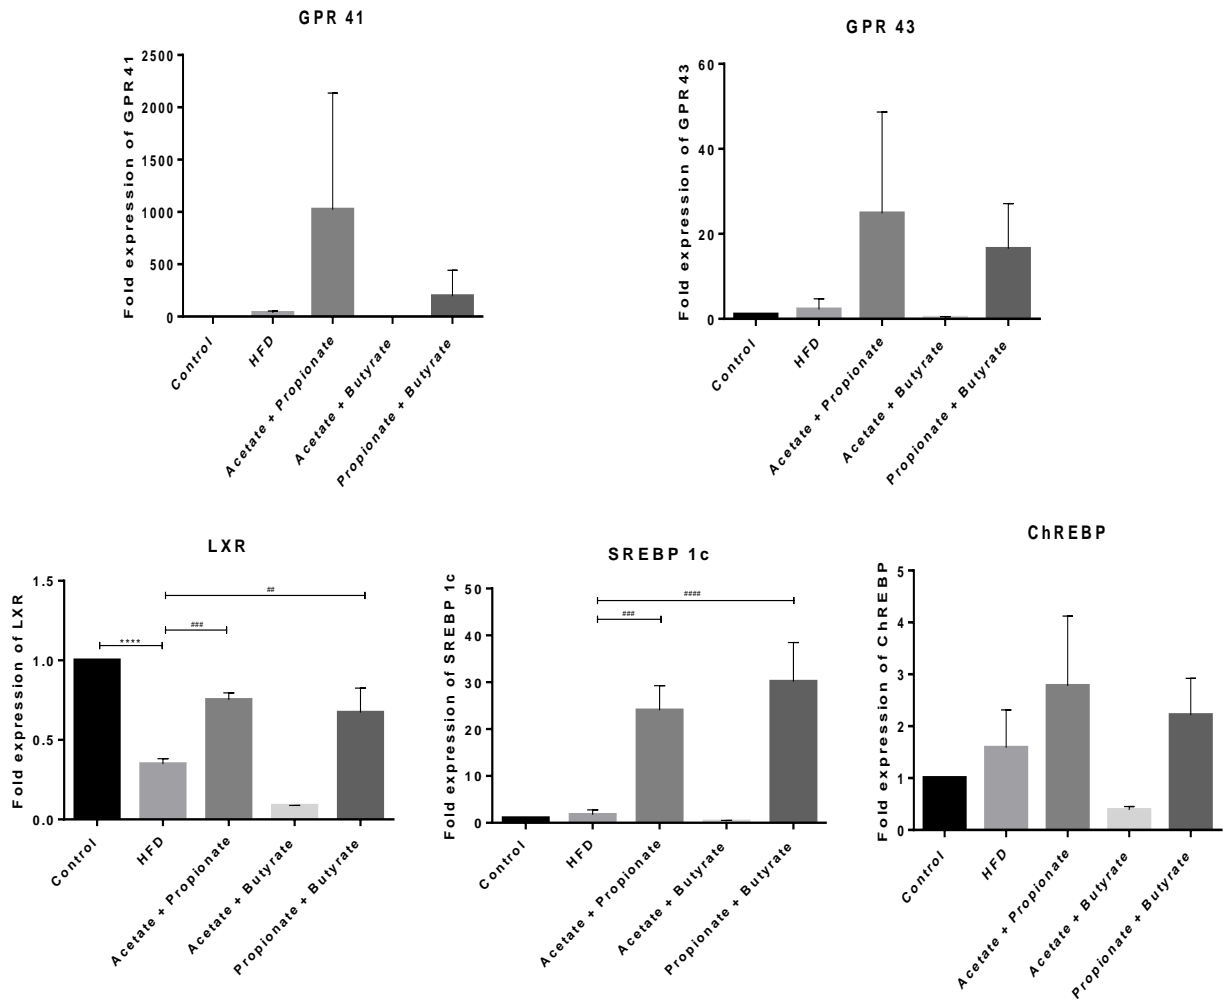 GPR 41
Fold expression of GPR41
2500
2000
1500
1000
500
0
Control
HFD
Acetate + Propionate
Acetate + Butyrate
Propionate + Butyrate
GPR 43
Fold expression of GPR43
60
40
20
0
Control
HFD
Acetate + Propionate
Acetate + Butyrate
Propionate + Butyrate
LXR
Fold expression of LXR
1.5
1.0
0.5
0.0
##
###
****
Control
HFD
Acetate + Propionate
Acetate + Butyrate
Propionate + Butyrate
SREBP 1c
Fold expression of SREBP 1c
50
40
30
20
10
0
####
###
Control
HFD
Acetate + Propionate
Acetate + Butyrate
Propionate + Butyrate
ChREBP
Fold expression of ChREBP
5
4
3
2
1
0
Control
HFD
Acetate + Propionate
Acetate + Butyrate
Propionate + Butyrate